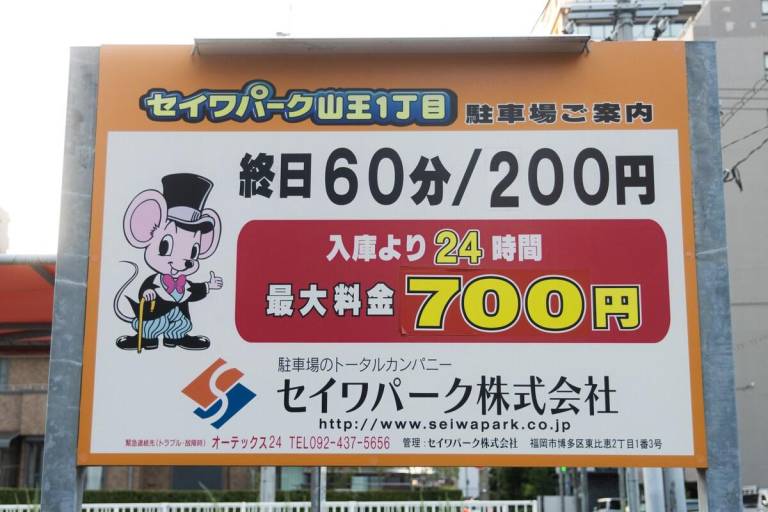 セイワパーク山王1丁目 駐車場ご案内
終日60分/200円
入庫より24時間
最大料金700円
駐車場のトータルカンパニー
セイワパーク株式会社
http://www.seiwapark.co.jp
緊急連絡先(トラブル・故障時) オーテックス24 TEL092-437-5656 管理:セイワパーク株式会社 福岡市博多区東比恵2丁目1番3号